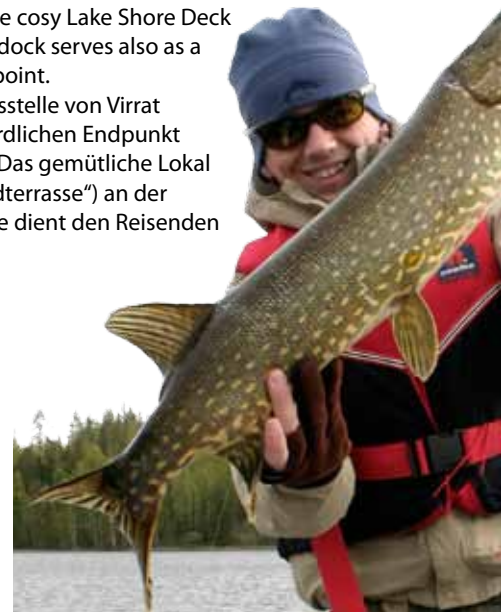 e cosy Lake Shore Deck
dock serves also as a
point.
sstelle von Virrat
rdlichen Endpunkt
Das gemütliche Lokal
dterrasse“) an der
e dient den Reisenden